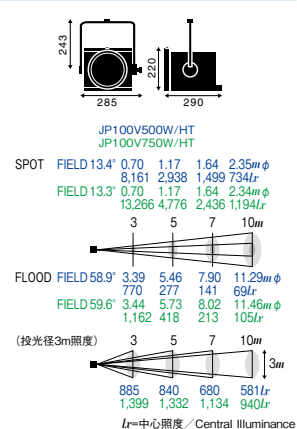 243
285
220
290
JP100V500W/HT
JP100V750W/HT
SPOT FIELD 13.4° 0.70 1.17 1.64 2.35mφ
8,161 2,938 1,499 734lx
FIELD 13.3° 0.70 1.17 1.64 2.34mφ
13,266 4,776 2,436 1,194lx
3 5 7 10m
FLOOD FIELD 58.9° 3.39 5.46 7.90 11.29mφ
770 277 141 69lx
FIELD 59.6° 3.44 5.73 8.02 11.46mφ
1,162 418 213 105lx
(投光径3m照度) 3 5 7 10m
3m
885 840 680 581lx
1,399 1,332 1,134 940lx
lx=中心照度／Central Illuminance